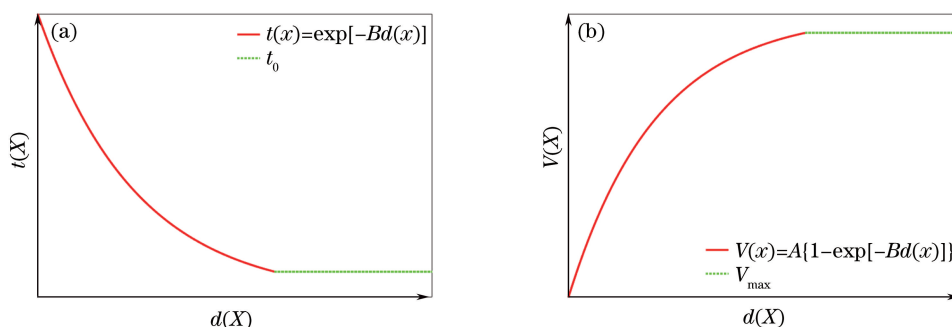 (a)
t(x)=exp[-Bd(x)]
t₀
t(X)
d(X)
(b)
V(X)
V(x)=A{1-exp[-Bd(x)]}
Vmax
d(X)